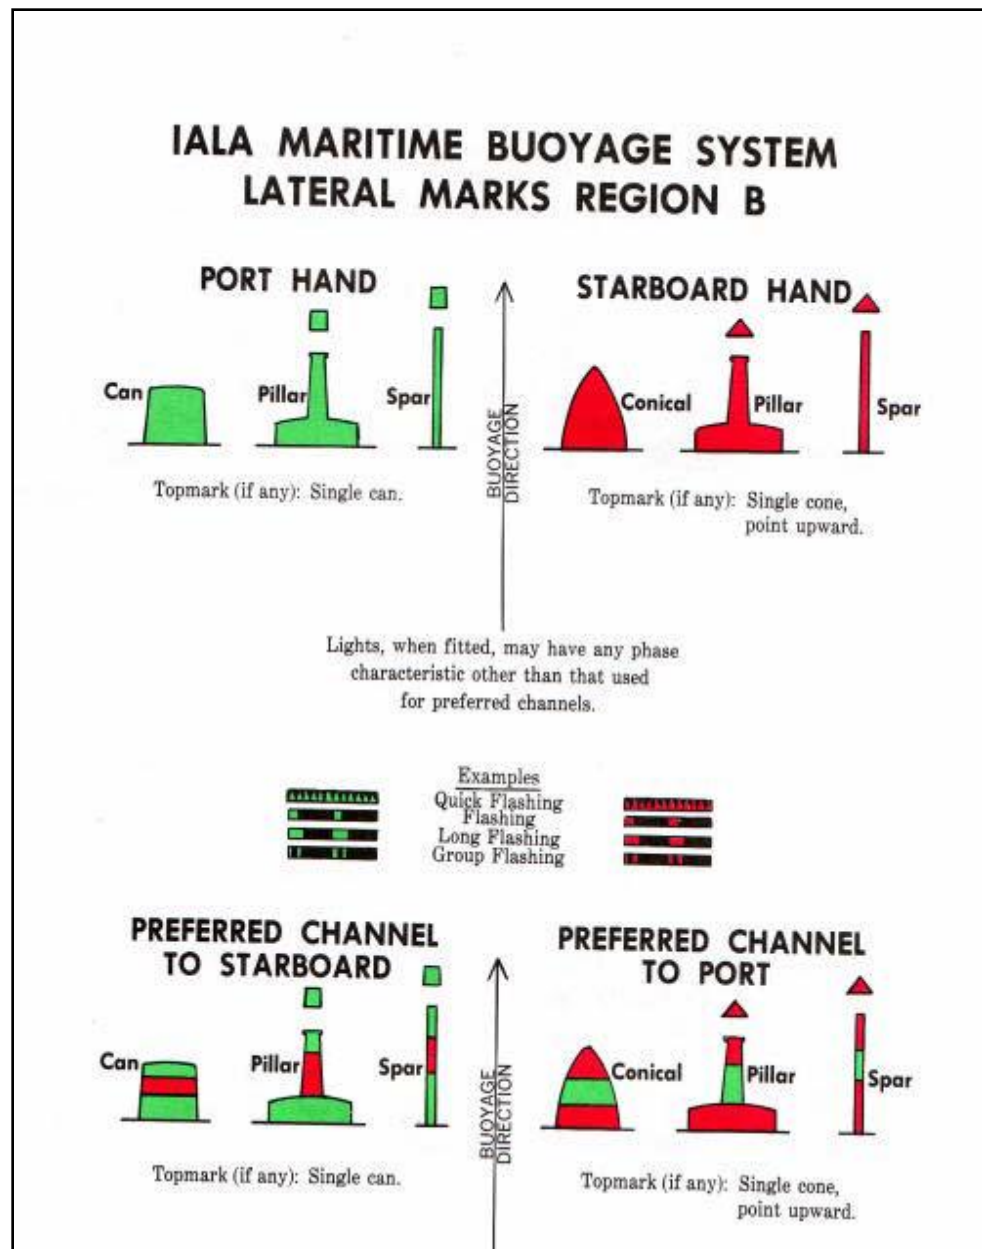 IALA MARITIME BUOYAGE SYSTEM
LATERAL MARKS REGION B
PORT HAND
STARBOARD HAND
Can
Pillar
Spar
Conical
Pillar
Spar
BUOYAGE
DIRECTION
Topmark (if any): Single can.
Topmark (if any): Single cone,
point upward.
Lights, when fitted, may have any phase
characteristic other than that used
for preferred channels.
Examples
Quick Flashing
Flashing
Long Flashing
Group Flashing
PREFERRED CHANNEL
TO STARBOARD
PREFERRED CHANNEL
TO PORT
Can
Pillar
Spar
Conical
Pillar
Spar
BUOYAGE
DIRECTION
Topmark (if any): Single can.
Topmark (if any): Single cone,
point upward.